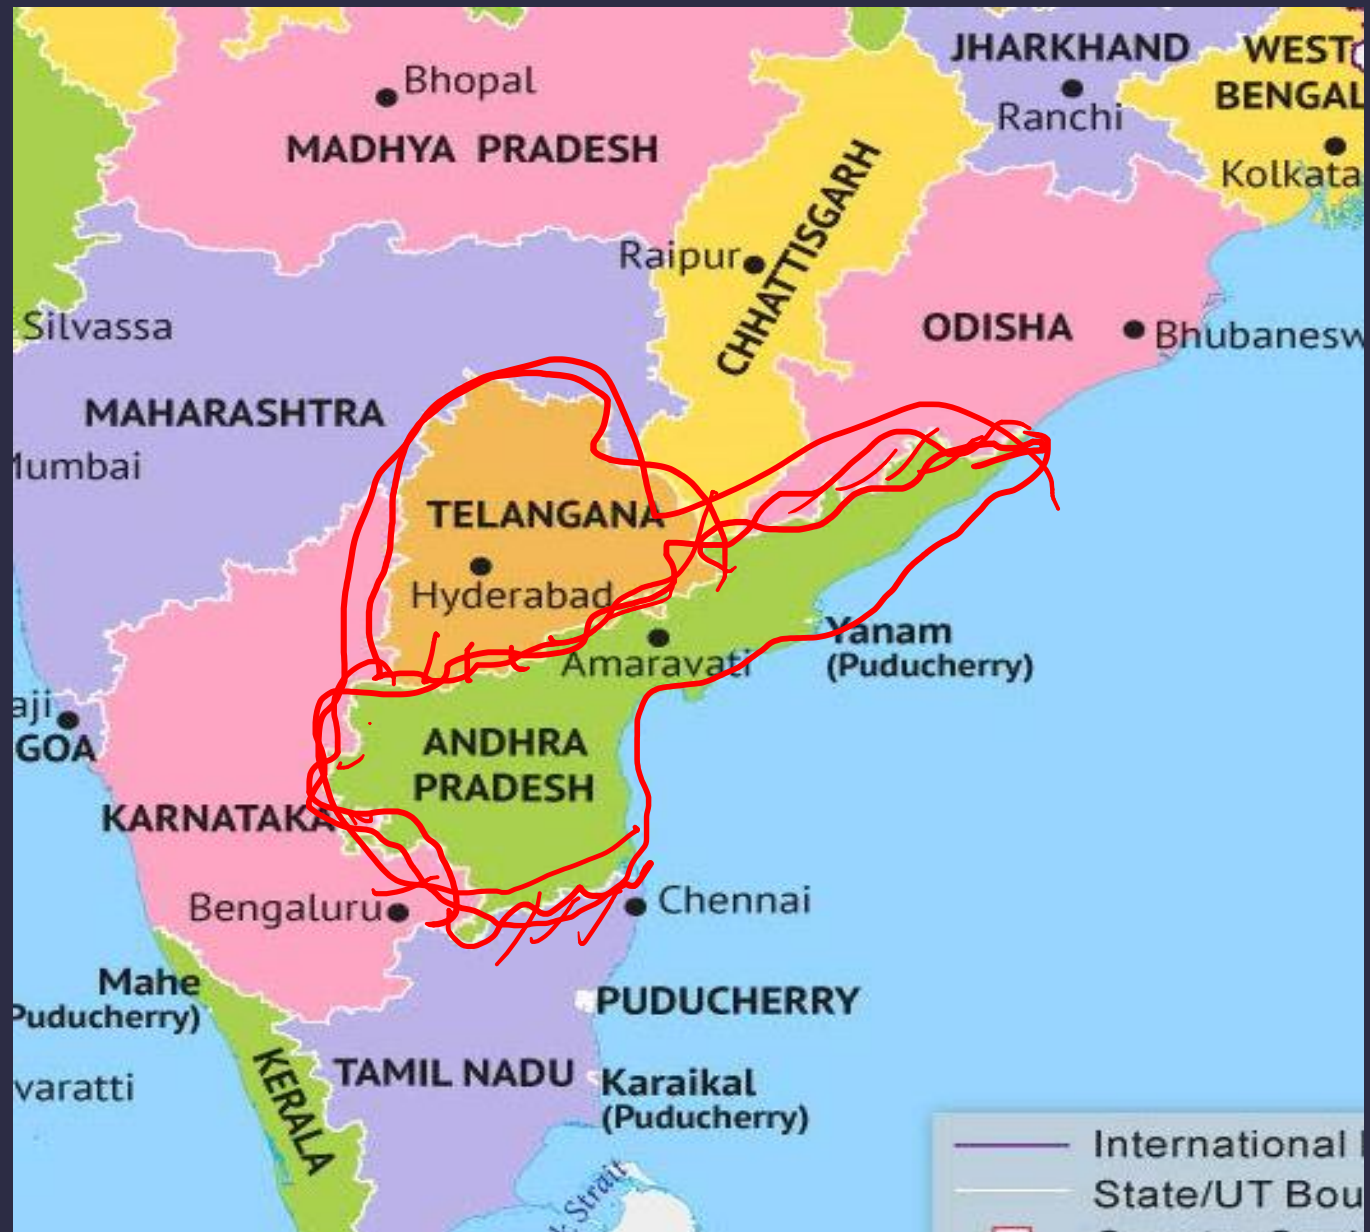 JHARKHAND
WEST
BENGAL
Bhopal
Ranchi
MADHYA PRADESH
Kolkata
CHHATTISGARH
Raipur
Silvassa
ODISHA
Bhubanesw
MAHARASHTRA
Mumbai
TELANGANA
Hyderabad
Yanam
(Puducherry)
Amaravati
aji
GOA
ANDHRA
PRADESH
KARNATAKA
Bengaluru
Chennai
Mahe
Puducherry)
PUDUCHERRY
KERALA
TAMIL NADU
Karaikal
(Puducherry)
varatti
Strait
International
State/UT Bou